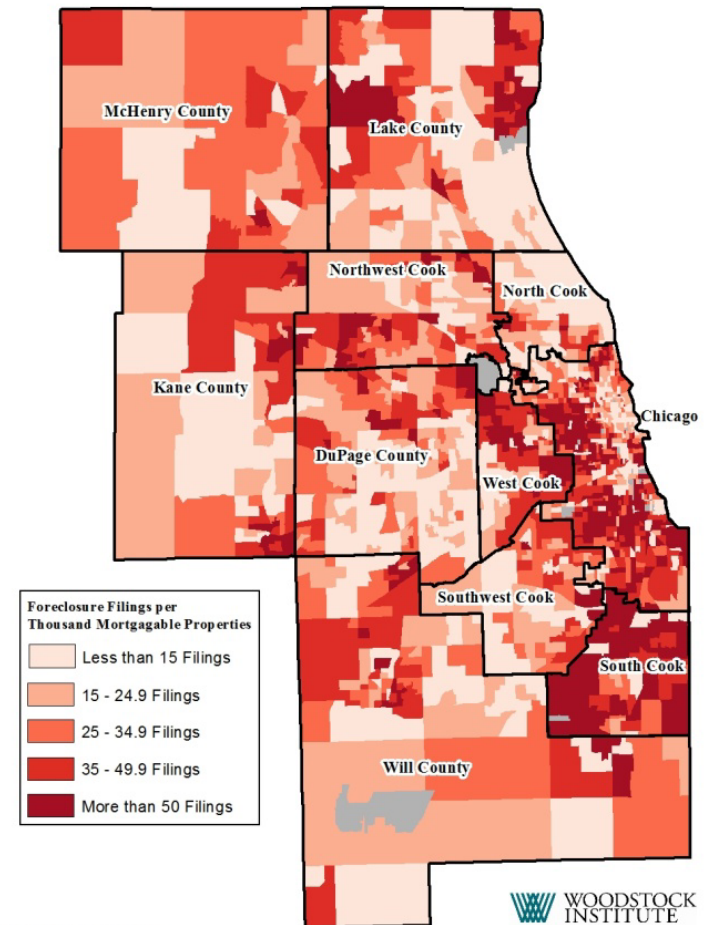 McHenry County
Lake County
Northwest Cook
North Cook
Kane County
Chicago
DuPage County
West Cook
Southwest Cook
South Cook
Will County
Foreclosure Filings per
Thousand Mortgagable Properties
Less than 15 Filings
15 - 24.9 Filings
25 - 34.9 Filings
35 - 49.9 Filings
More than 50 Filings
WOODSTOCK
INSTITUTE